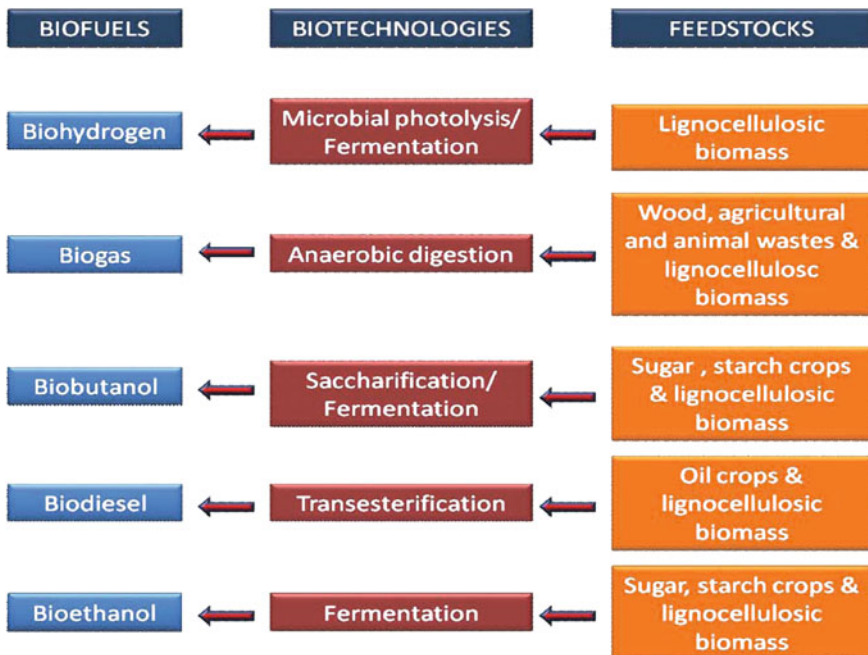 BIOFUELS
BIOTECHNOLOGIES
FEEDSTOCKS
Biohydrogen
Microbial photolysis/
Fermentation
Lignocellulosic
biomass
Biogas
Anaerobic digestion
Wood, agricultural
and animal wastes &
lignocellulosc
biomass
Biobutanol
Saccharification/
Fermentation
Sugar , starch crops
& lignocellulosic
biomass
Biodiesel
Transesterification
Oil crops &
lignocellulosic
biomass
Bioethanol
Fermentation
Sugar, starch crops &
lignocellulosic
biomass